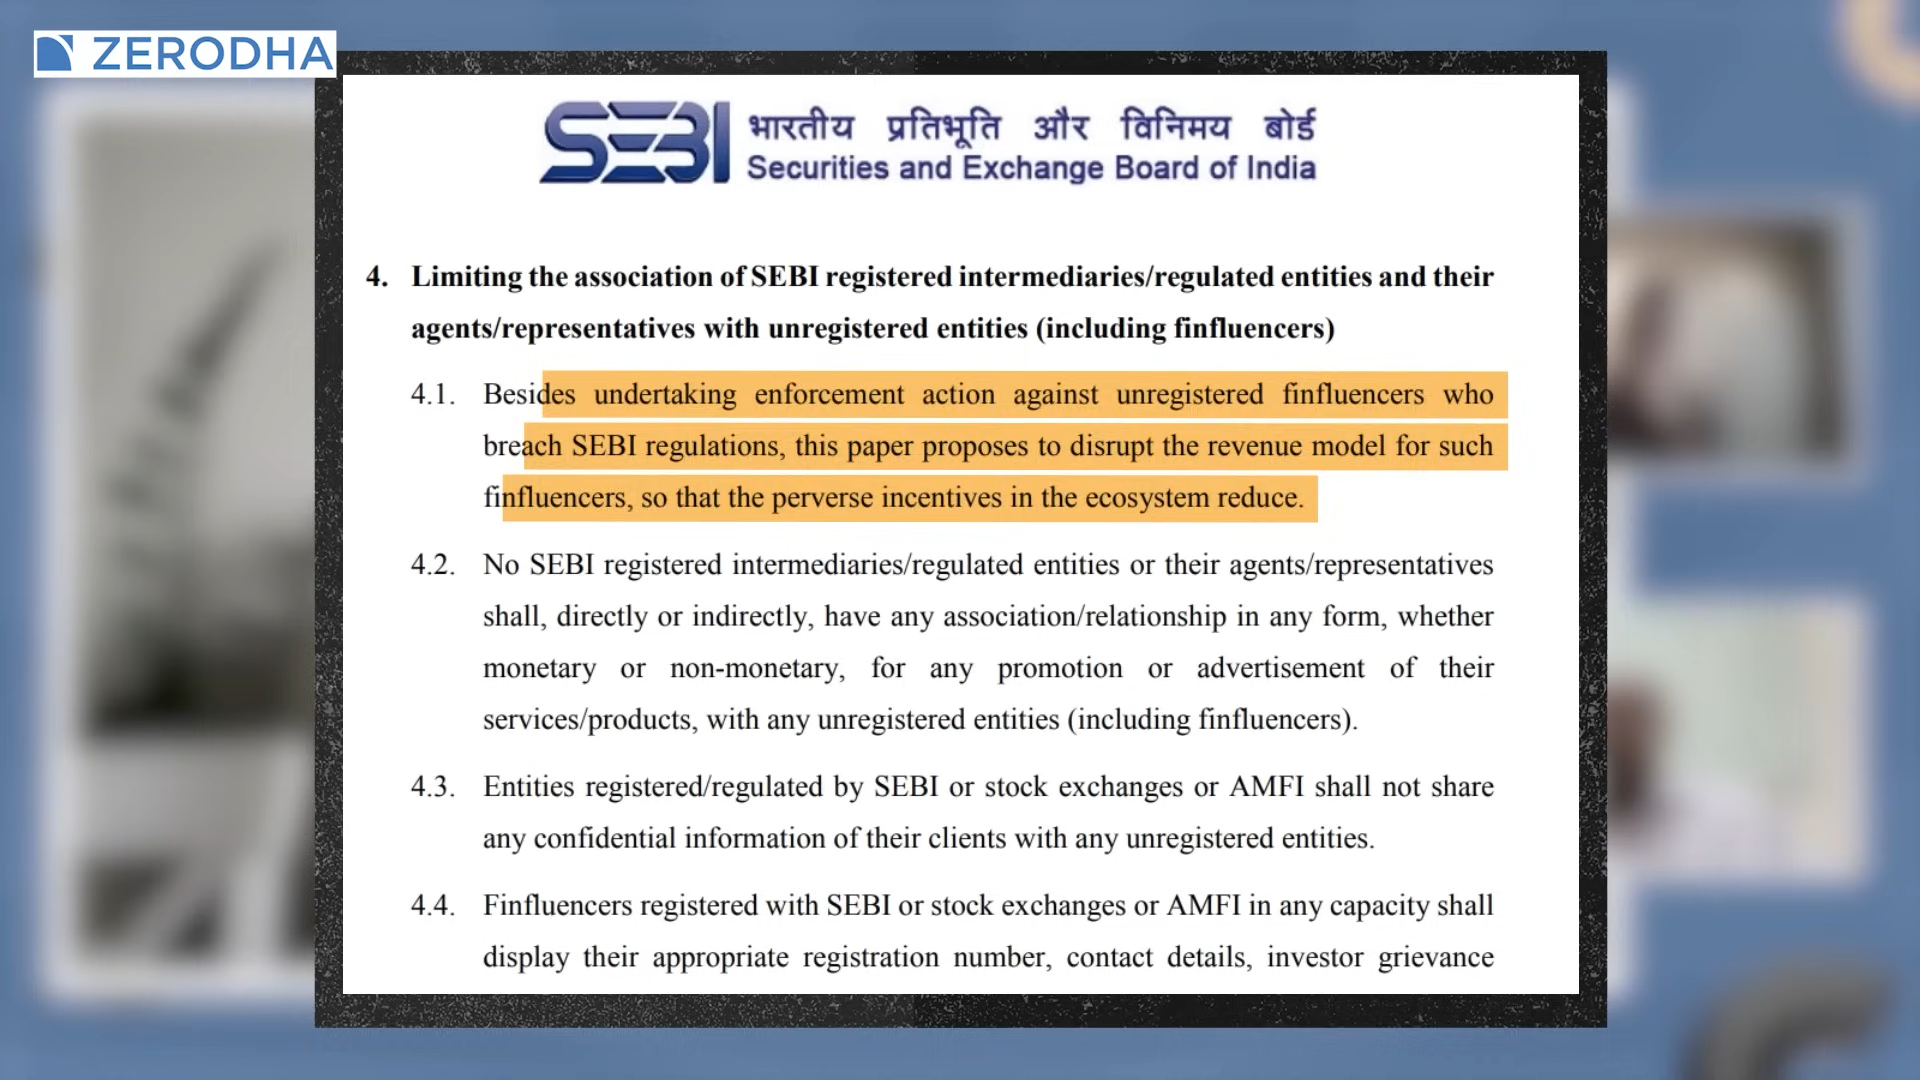 ZERODHA
SEBI भारतीय प्रतिभूति और विनिमय बोर्ड
Securities and Exchange Board of India
4. Limiting the association of SEBI registered intermediaries/regulated entities and their
agents/representatives with unregistered entities (including finfluencers)
4.1. Besides undertaking enforcement action against unregistered finfluencers who
breach SEBI regulations, this paper proposes to disrupt the revenue model for such
finfluencers, so that the perverse incentives in the ecosystem reduce.
4.2. No SEBI registered intermediaries/regulated entities or their agents/representatives
shall, directly or indirectly, have any association/relationship in any form, whether
monetary or non-monetary, for any promotion or advertisement of their
services/products, with any unregistered entities (including finfluencers).
4.3. Entities registered/regulated by SEBI or stock exchanges or AMFI shall not share
any confidential information of their clients with any unregistered entities.
4.4. Finfluencers registered with SEBI or stock exchanges or AMFI in any capacity shall
display their appropriate registration number, contact details, investor grievance